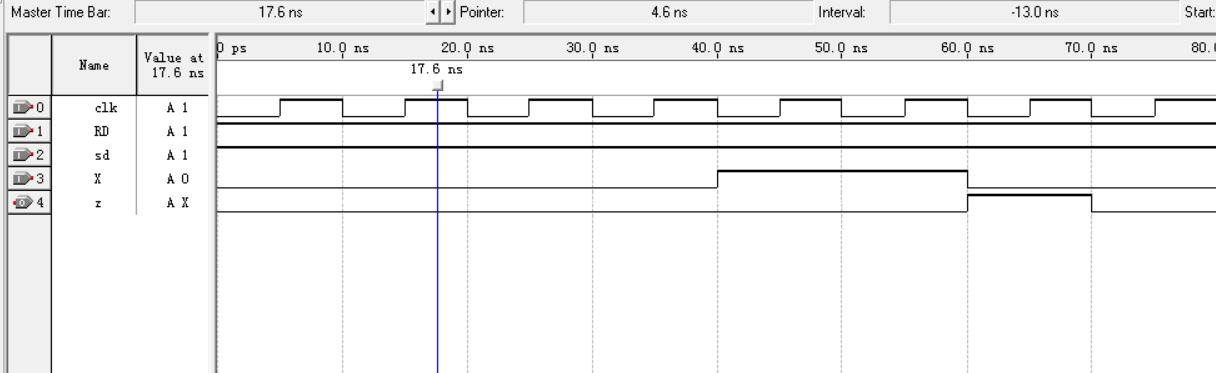 Master Time Bar: 17.6 ns Pointer: 4.6 ns Interval: -13.0 ns Start:
Name Value at 17.6 ns
0 ps 10.0 ns 20.0 ns 30.0 ns 40.0 ns 50.0 ns 60.0 ns 70.0 ns 80.
17.6 ns
0 clk A 1
1 RD A 1
2 sd A 1
3 X A 0
4 z A X